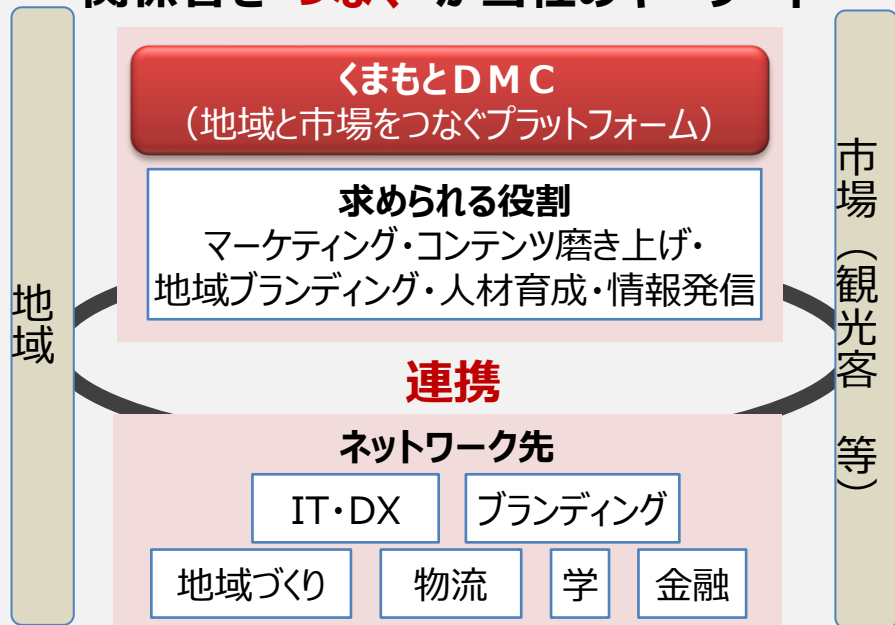 地域
くまもとＤＭＣ
（地域と市場をつなぐプラットフォーム）
求められる役割
マーケティング・コンテンツ磨き上げ・
地域ブランディング・人材育成・情報発信
連携
ネットワーク先
IT・DX
ブランディング
地域づくり
物流
学
金融
市場（観光客　等）